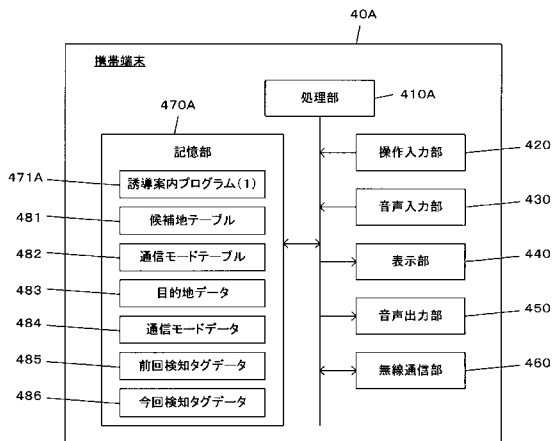 40A
携帯端末
処理部
410A
470A
記憶部
471A
誘導案内プログラム(1)
481
候補地テーブル
482
通信モードテーブル
483
目的地データ
484
通信モードデータ
485
前回検知タグデータ
486
今回検知タグデータ
操作入力部
420
音声入力部
430
表示部
440
音声出力部
450
無線通信部
460